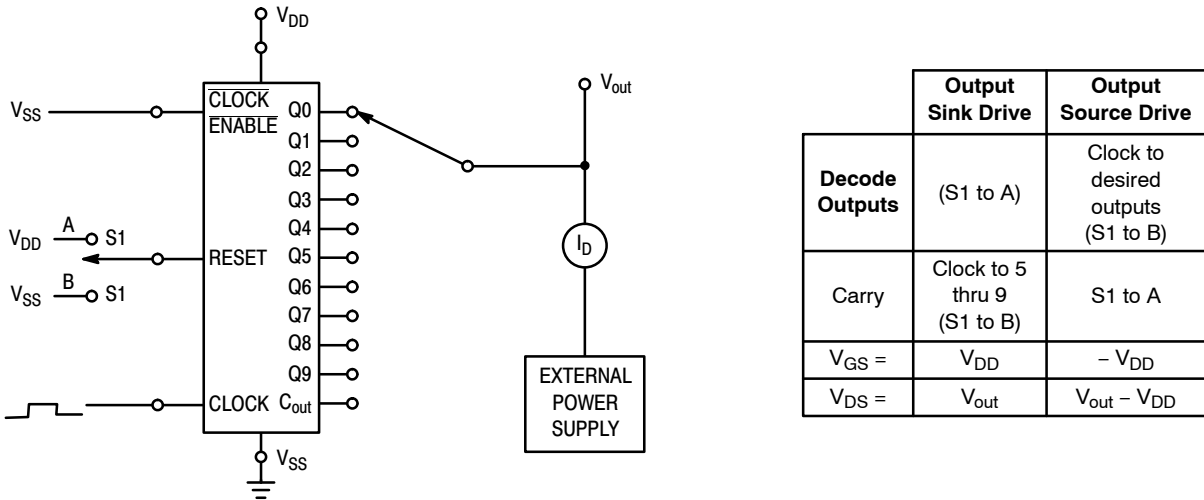 V_DD
V_SS
CLOCK
ENABLE
Q0
Q1
Q2
Q3
Q4
Q5
Q6
Q7
Q8
Q9
C_out
V_DD
A
S1
V_SS
B
S1
RESET
CLOCK
V_SS
V_out
I_D
EXTERNAL
POWER
SUPPLY
Output
Sink Drive
Output
Source Drive
Decode
Outputs
(S1 to A)
Clock to
desired
outputs
(S1 to B)
Carry
Clock to 5
thru 9
(S1 to B)
S1 to A
V_GS =
V_DD
– V_DD
V_DS =
V_out
V_out – V_DD